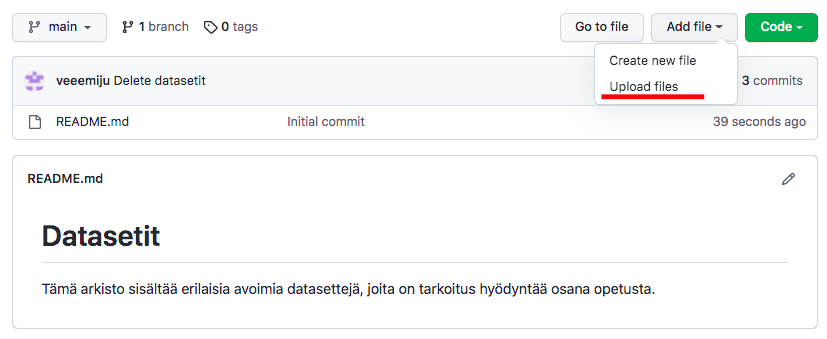 main 1 branch 0 tags Go to file Add file Code
Create new file
Upload files
veeemiju Delete datasetit 3 commits
README.md Initial commit 39 seconds ago
README.md
Datasetit
Tämä arkisto sisältää erilaisia avoimia datasettejä, joita on tarkoitus hyödyntää osana opetusta.